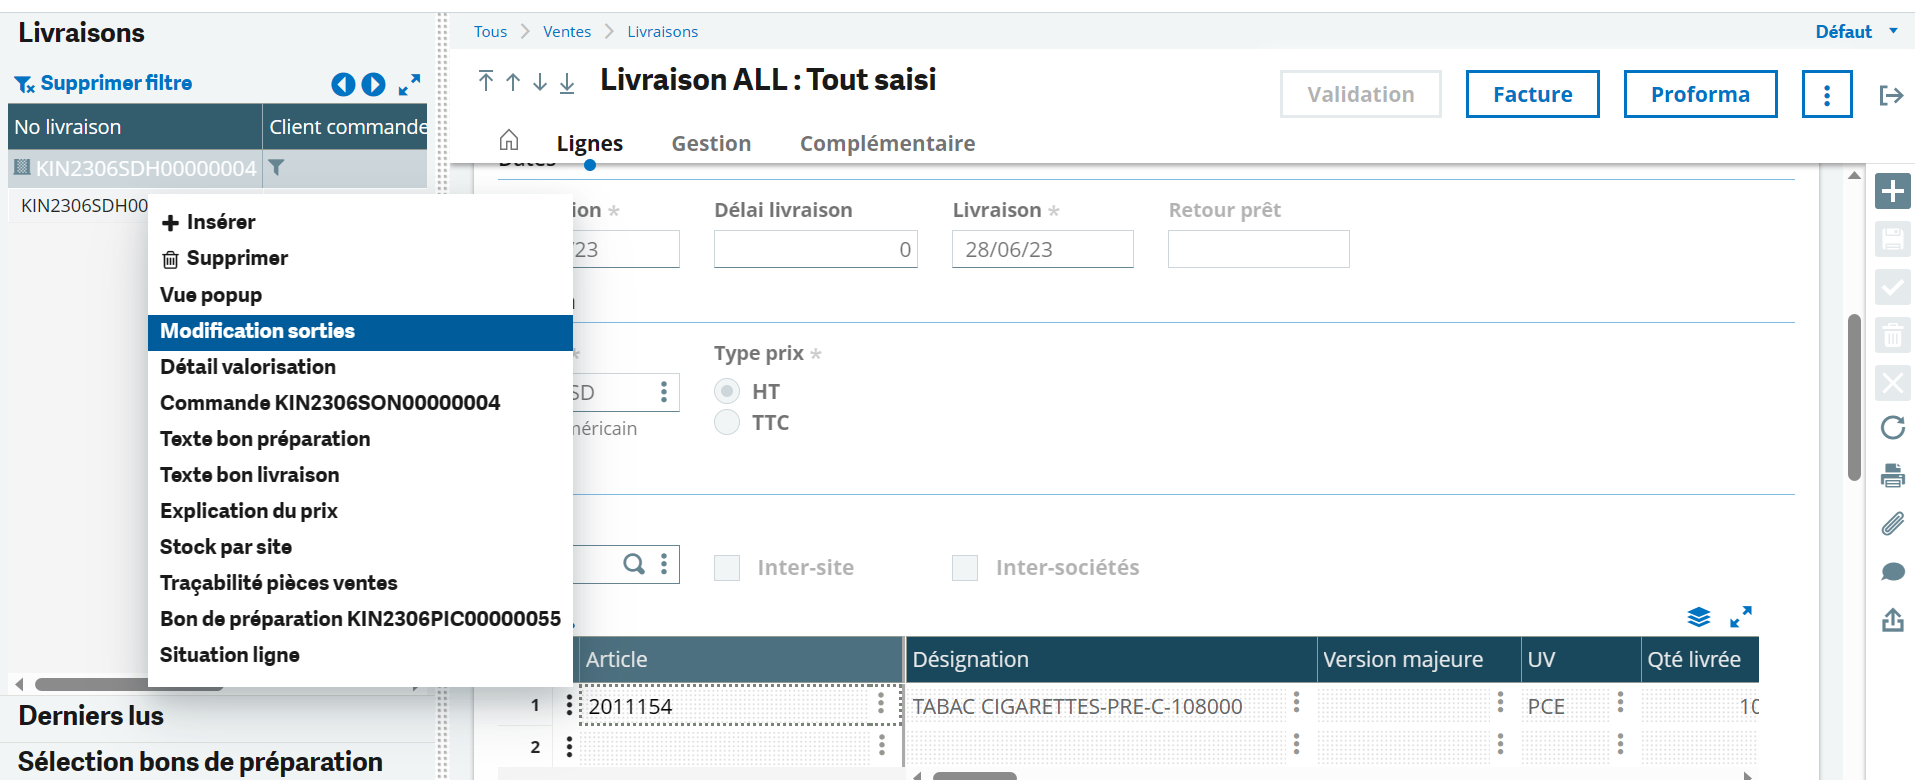 Livraisons
Supprimer filtre
No livraison
Client commande
KIN2306SDH00000004
KIN2306SDH00
Insérer
Supprimer
Vue popup
Modification sorties
Détail valorisation
Commande KIN2306SON00000004
Texte bon préparation
Texte bon livraison
Explication du prix
Stock par site
Traçabilité pièces ventes
Bon de préparation KIN2306PIC00000055
Situation ligne
Derniers lus
Sélection bons de préparation
Tous
Ventes
Livraisons
Défaut
Livraison ALL : Tout saisi
Validation
Facture
Proforma
Lignes
Gestion
Complémentaire
Dates
ion *
Délai livraison
Livraison *
Retour prêt
/23
0
28/06/23
*
Type prix *
SD
HT
méricain
TTC
Inter-site
Inter-sociétés
Article
Désignation
Version majeure
UV
Qté livrée
1
2011154
TABAC CIGARETTES-PRE-C-108000
PCE
10
2